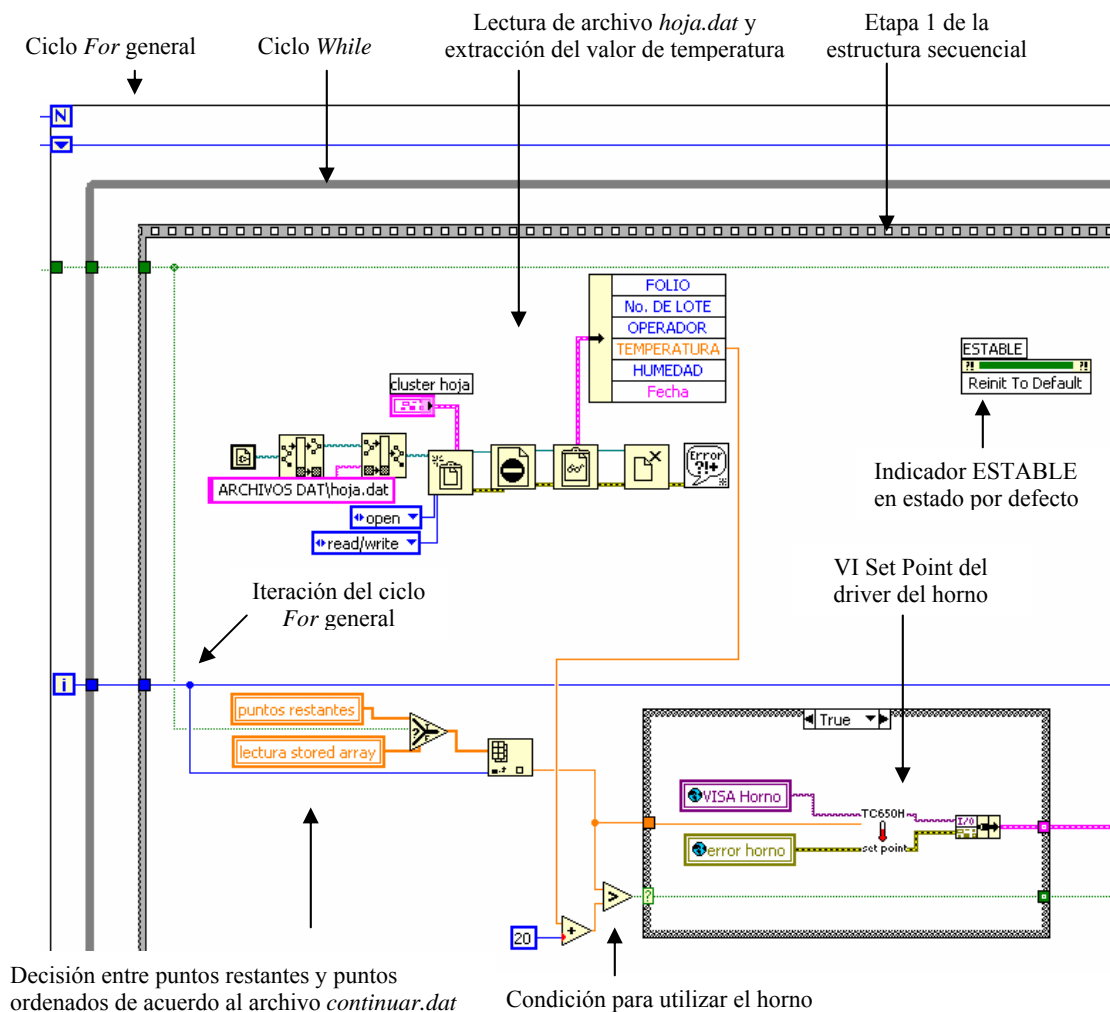 Ciclo For general
Ciclo While
Lectura de archivo hoja.dat y
extracción del valor de temperatura
Etapa 1 de la
estructura secuencial
N
FOLIO
No. DE LOTE
OPERADOR
TEMPERATURA
HUMEDAD
Fecha
ESTABLE
Reinit To Default
cluster hoja
Error
?!+
ARCHIVOS DAT\hoja.dat
open
read/write
Indicador ESTABLE
en estado por defecto
Iteración del ciclo
For general
VI Set Point del
driver del horno
i
puntos restantes
lectura stored array
?
T
F
True
VISA Horno
TC650H
set point
I/O
error horno
>
?
20
+
Decisión entre puntos restantes y puntos
ordenados de acuerdo al archivo continuar.dat
Condición para utilizar el horno